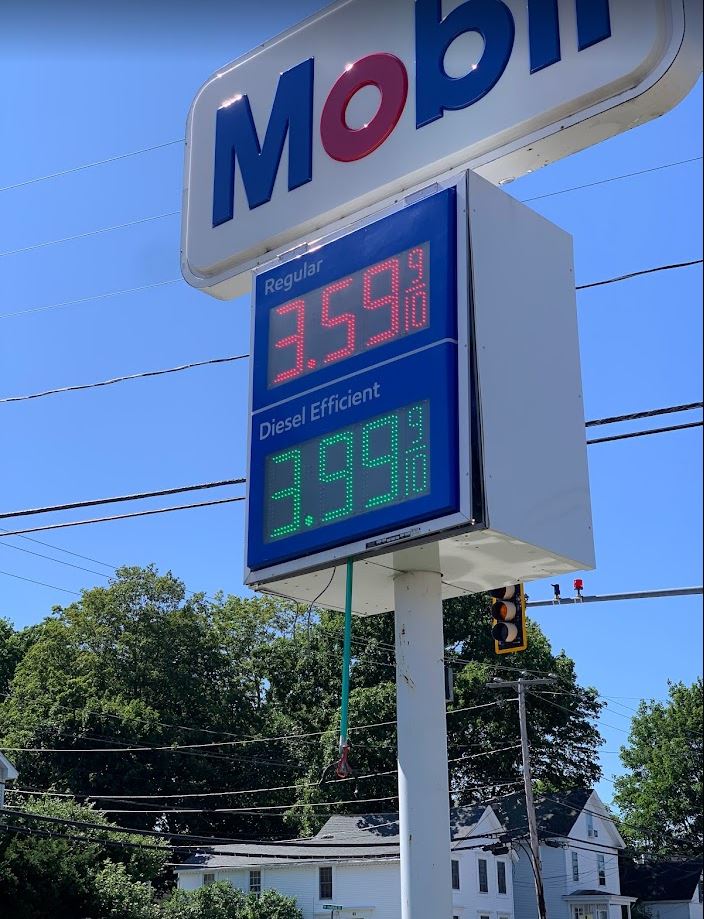 Mobil
Regular
3.59 9/10
Diesel Efficient
3.99 9/10